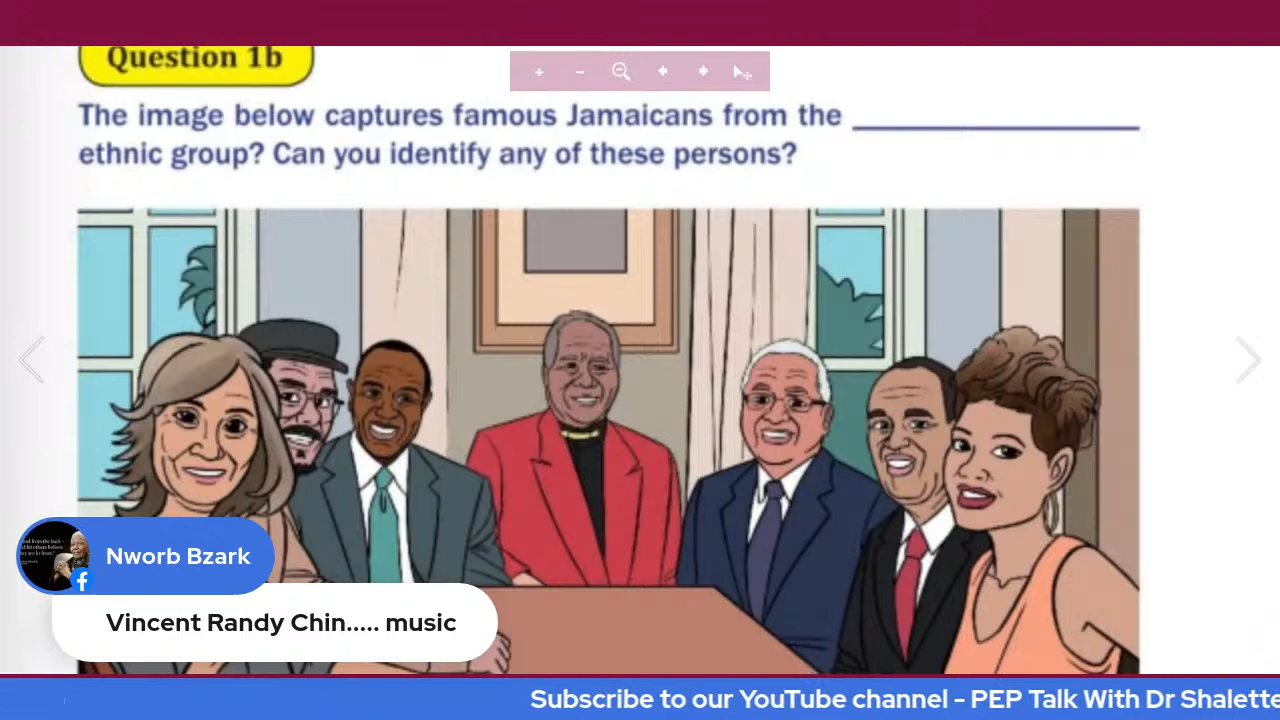 Question 1b
The image below captures famous Jamaicans from the
ethnic group? Can you identify any of these persons?
Nworb Bzark
Vincent Randy Chin..... music
Subscribe to our YouTube channel - PEP Talk With Dr Shalette